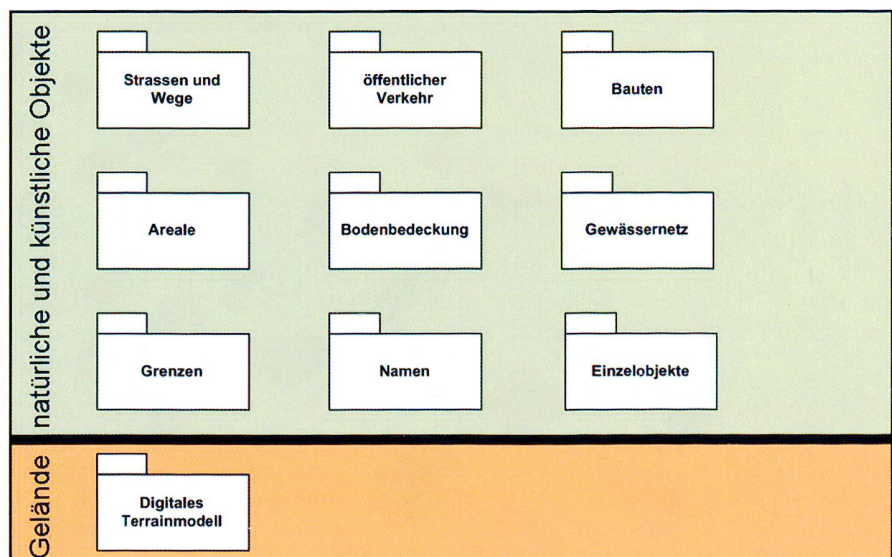 natürliche und künstliche Objekte
Strassen und
Wege
öffentlicher
Verkehr
Bauten
Areale
Bodenbedeckung
Gewässernetz
Grenzen
Namen
Einzelobjekte
Gelände
Digitales
Terrainmodell